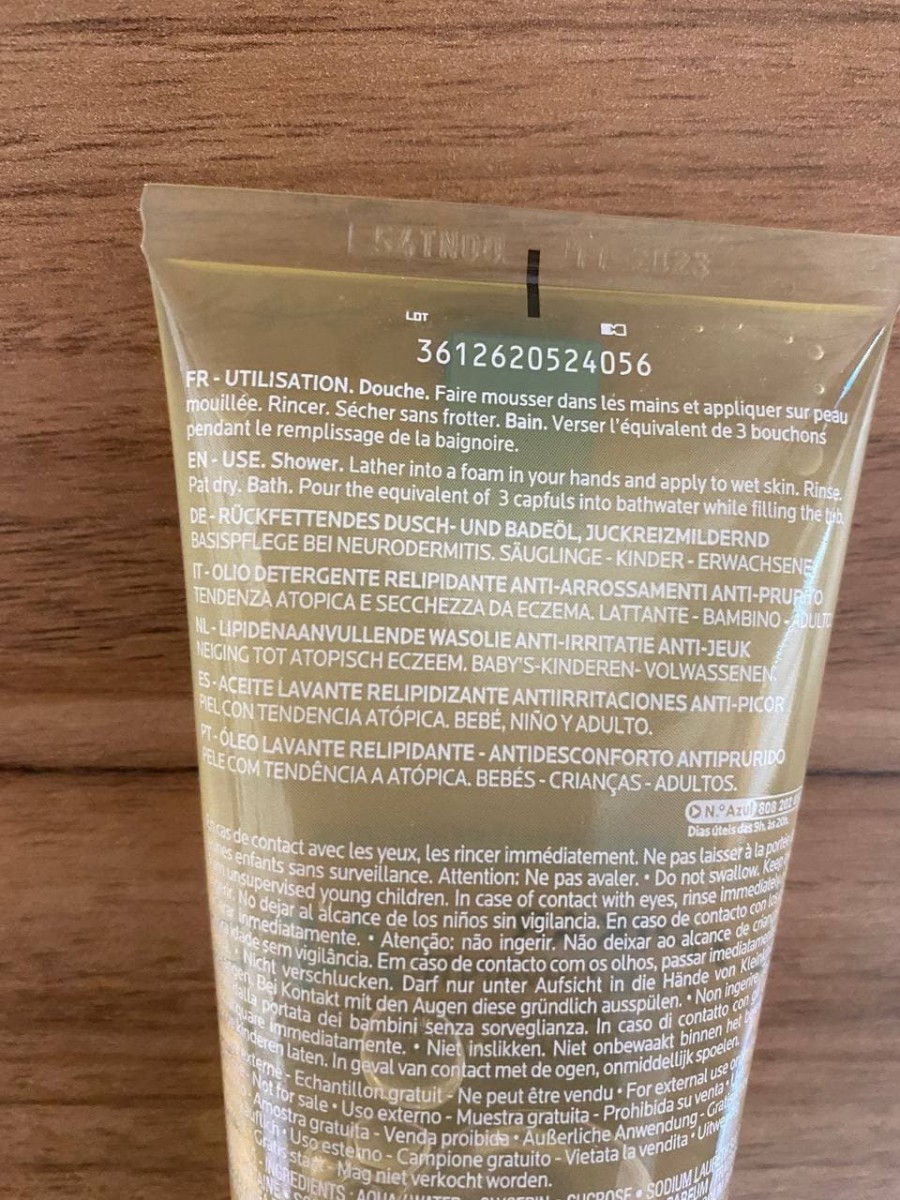 54TN00 11 2023
LOT
3612620524056
FR - UTILISATION. Douche. Faire mousser dans les mains et appliquer sur peau
mouillée. Rincer. Sécher sans frotter. Bain. Verser l'équivalent de 3 bouchons
pendant le remplissage de la baignoire.
EN - USE. Shower. Lather into a foam in your hands and apply to wet skin. Rinse.
Pat dry. Bath. Pour the equivalent of 3 capfuls into bathwater while filling the tub.
DE - RÜCKFETTENDES DUSCH- UND BADEÖL, JUCKREIZMILDERND
BASISPFLEGE BEI NEURODERMITIS. SÄUGLINGE - KINDER - ERWACHSENE
IT - OLIO DETERGENTE RELIPIDANTE ANTI-ARROSSAMENTI ANTI-PRURITO
TENDENZA ATOPICA E SECCHEZZA DA ECZEMA. LATTANTE - BAMBINO - ADULTO
NL - LIPIDENAANVULLENDE WASOLIE ANTI-IRRITATIE ANTI-JEUK
NEIGING TOT ATOPISCH ECZEEM. BABY'S-KINDEREN- VOLWASSENEN.
ES - ACEITE LAVANTE RELIPIDIZANTE ANTIIRRITACIONES ANTI-PICOR
PIEL CON TENDENCIA ATÓPICA. BEBÉ, NIÑO Y ADULTO.
PT - ÓLEO LAVANTE RELIPIDANTE - ANTIDESCONFORTO ANTIPRURIDO
PELE COM TENDÊNCIA A ATÓPICA. BEBÉS - CRIANÇAS - ADULTOS.
N.º Azul 808 202
Dias úteis das 9h. às 20h.
cas de contact avec les yeux, les rincer immédiatement. Ne pas laisser à la portée
enfants sans surveillance. Attention: Ne pas avaler. • Do not swallow. Keep
unsupervised young children. In case of contact with eyes, rinse immediately
No dejar al alcance de los niños sin vigilancia. En caso de contacto con los
inmediatamente. • Atenção: não ingerir. Não deixar ao alcance de
sem vigilância. Em caso de contacto com os olhos, passar imediatamente
Nicht verschlucken. Darf nur unter Aufsicht in die Hände von
Bei Kontakt mit den Augen diese gründlich ausspülen. • Non ingerire
alla portata dei bambini senza sorveglianza. In caso di contatto con
immediatamente. • Niet inslikken. Niet onbewaakt binnen het
kinderen laten. In geval van contact met de ogen, onmiddellijk spoelen.
externe - Echantillon gratuit - Ne peut être vendu • For external use
Not for sale • Uso externo - Muestra gratuita - Prohibida su venta •
Amostra gratuita - Venda proibida • Äußerliche Anwendung -
Uso esterno - Campione gratuito - Vietata la vendita •
Gratis - Mag niet verkocht worden.
INGREDIENTS : AQUA / WATER - GLYCERIN - SUCROSE • SODIUM
PARFUM